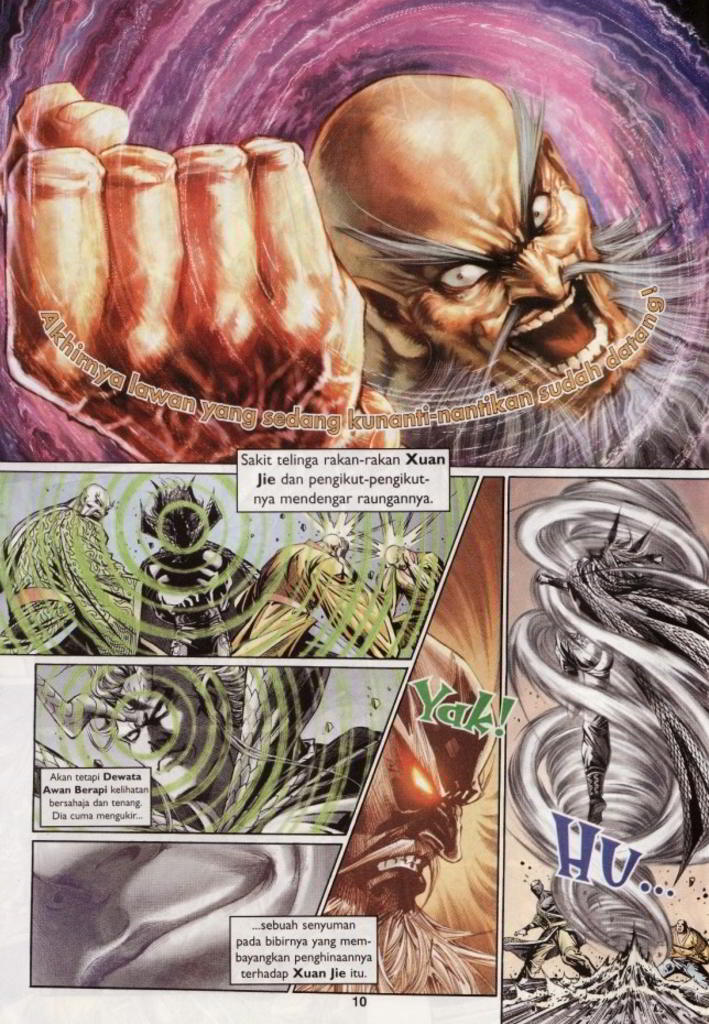 Akhirnya lawan yang sedang kunanti-nantikan sudah datang!
Sakit telinga rakan-rakan Xuan
Jie dan pengikut-pengikut-
nya mendengar raungannya.
Yak!
Akan tetapi Dewata
Awan Berapi kelihatan
bersahaja dan tenang.
Dia cuma mengukir...
HU...
...sebuah senyuman
pada bibirnya yang mem-
bayangkan penghinaannya
terhadap Xuan Jie itu.
10